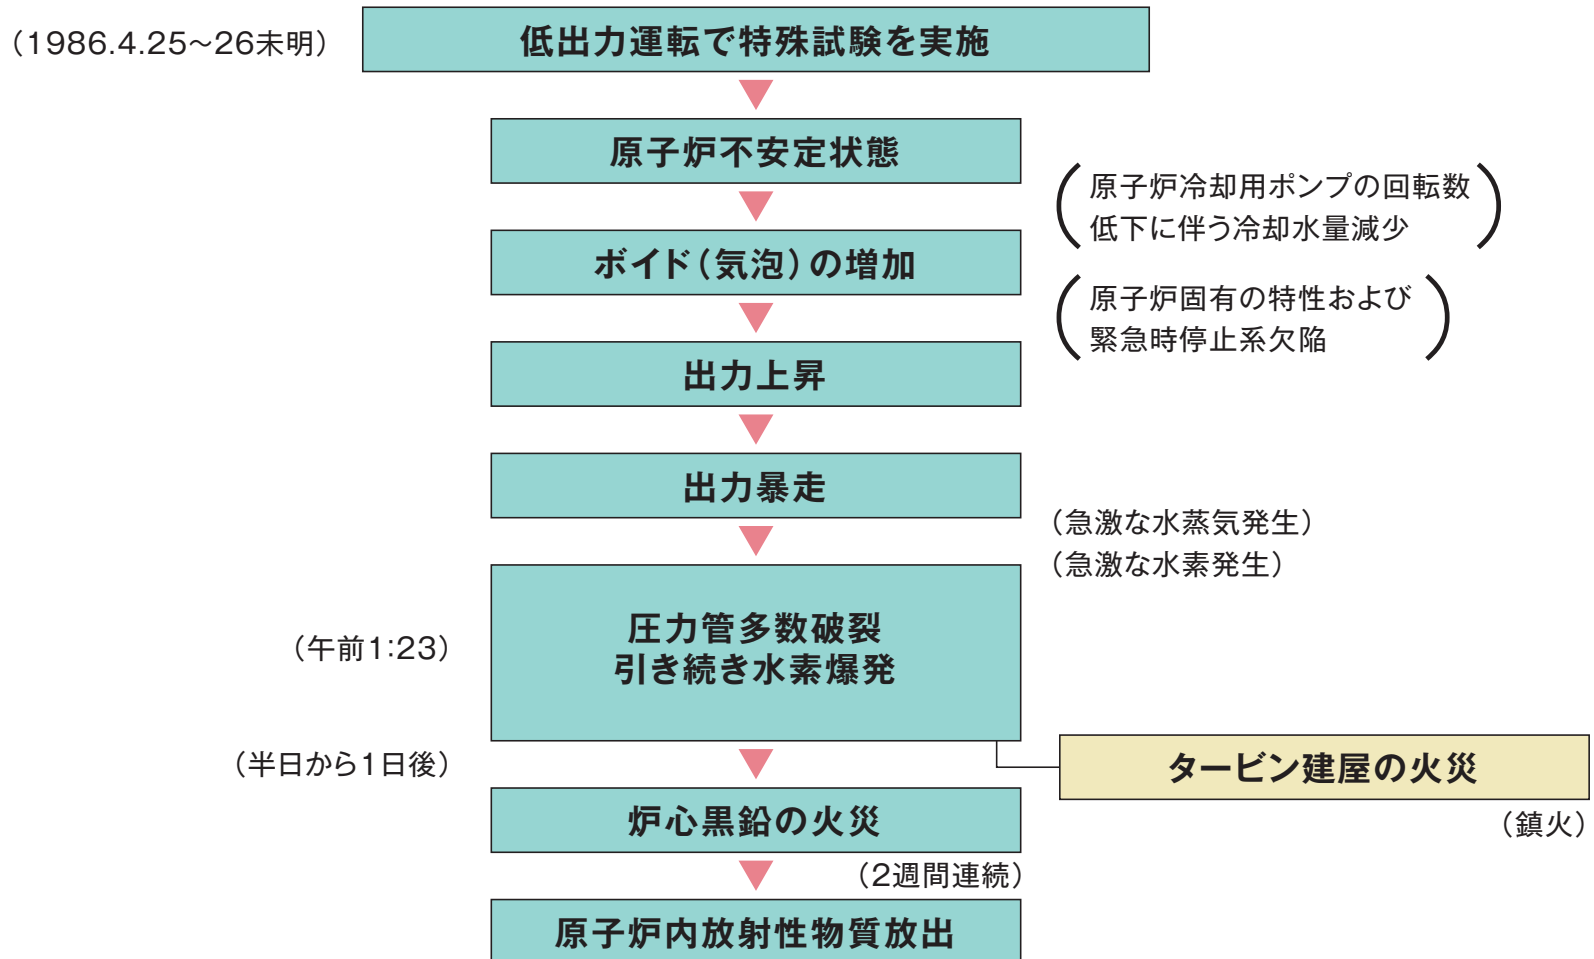 （1986.4.25～26未明）
低出力運転で特殊試験を実施
原子炉不安定状態
原子炉冷却用ポンプの回転数
低下に伴う冷却水量減少
ボイド（気泡）の増加
原子炉固有の特性および
緊急時停止系欠陥
出力上昇
出力暴走
（急激な水蒸気発生）
（急激な水素発生）
（午前1:23）
圧力管多数破裂
引き続き水素爆発
（半日から1日後）
タービン建屋の火災
（鎮火）
炉心黒鉛の火災
（2週間連続）
原子炉内放射性物質放出